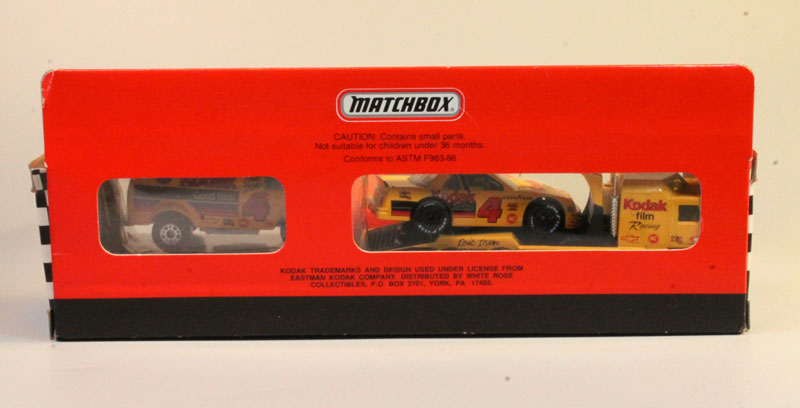 MATCHBOX
CAUTION: Contains small parts.
Not suitable for children under 36 months.
Conforms to ASTM F963-86
4
4
Kodak
film
Racing
KODAK TRADEMARKS AND DESIGN USED UNDER LICENSE FROM
EASTMAN KODAK COMPANY. DISTRIBUTED BY WHITE ROSE
COLLECTIBLES, P.O. BOX 2701, YORK, PA 17405.